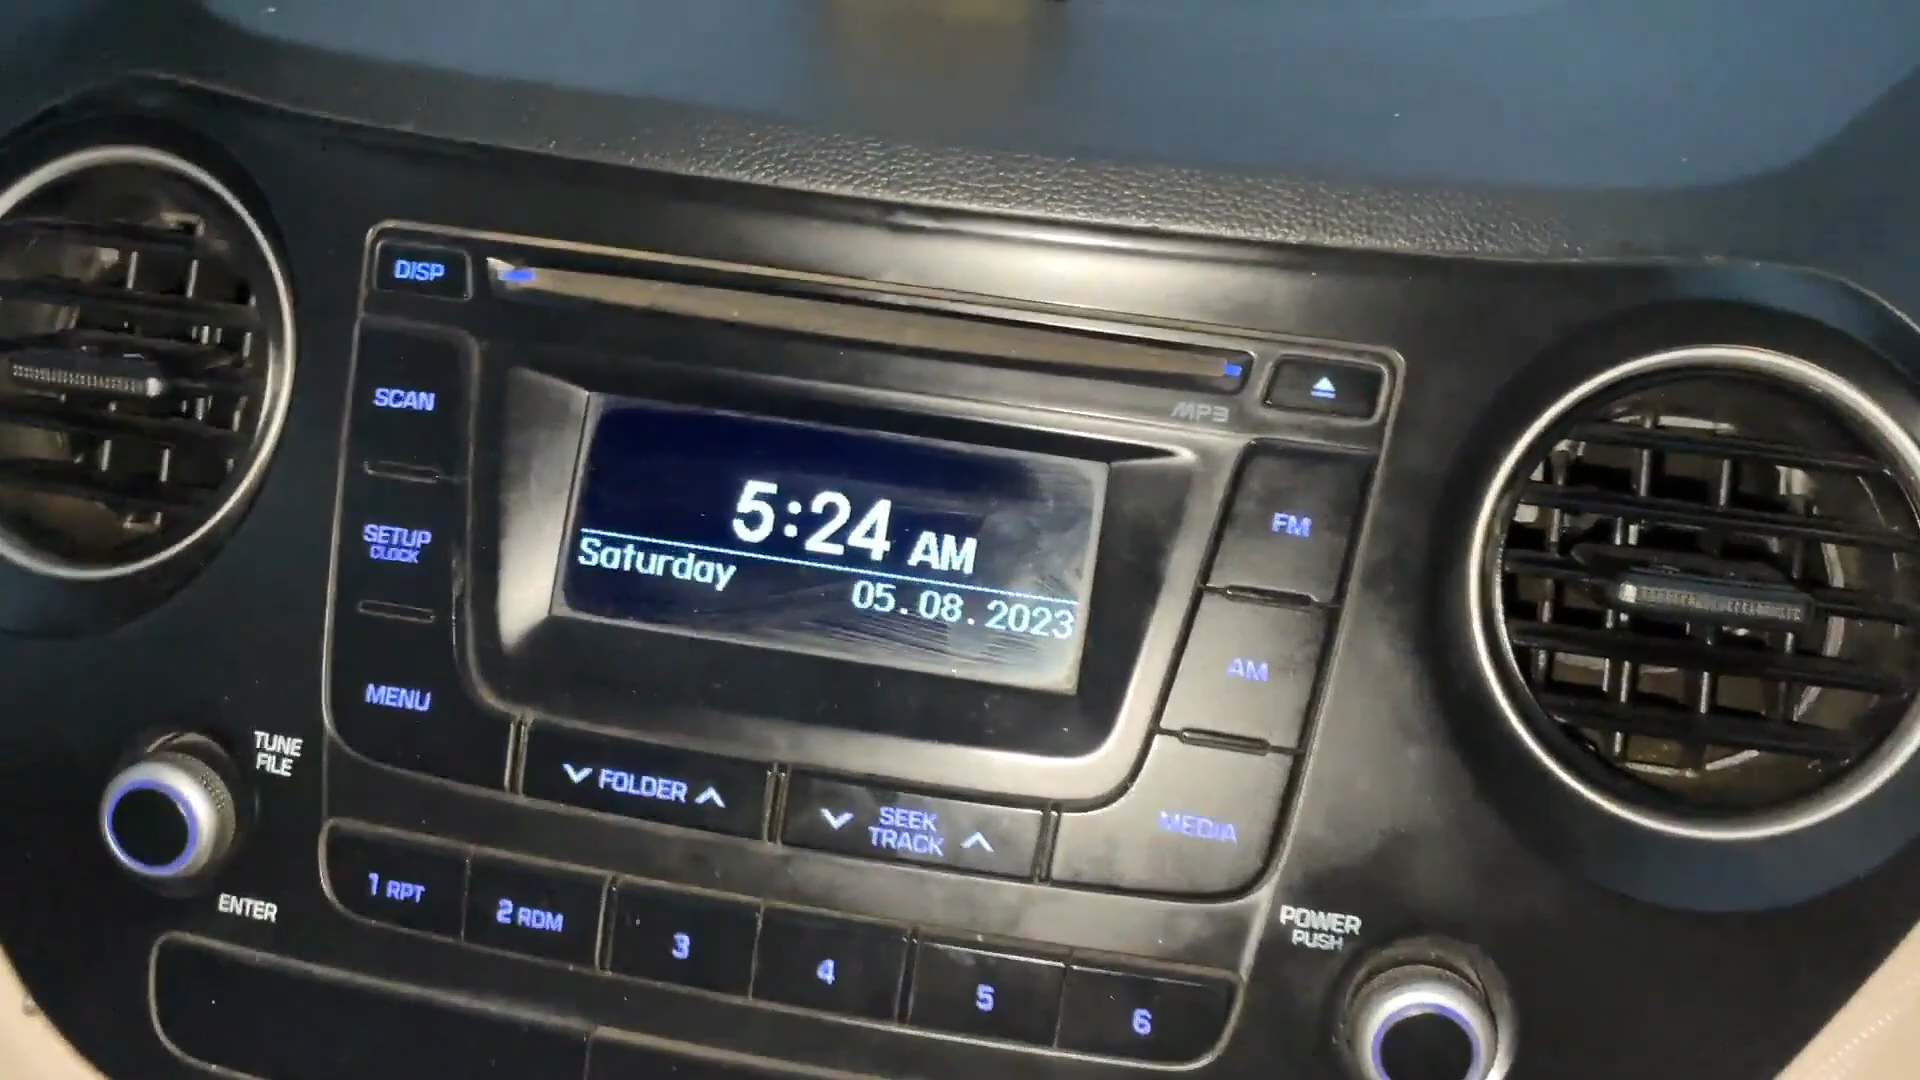 DISP
MP3
SCAN
5:24 AM
Saturday
05.08.2023
FM
SETUP
CLOCK
AM
MENU
TUNE
FILE
FOLDER
SEEK
TRACK
MEDIA
1 RPT
2 RDM
3
4
5
6
ENTER
POWER
PUSH